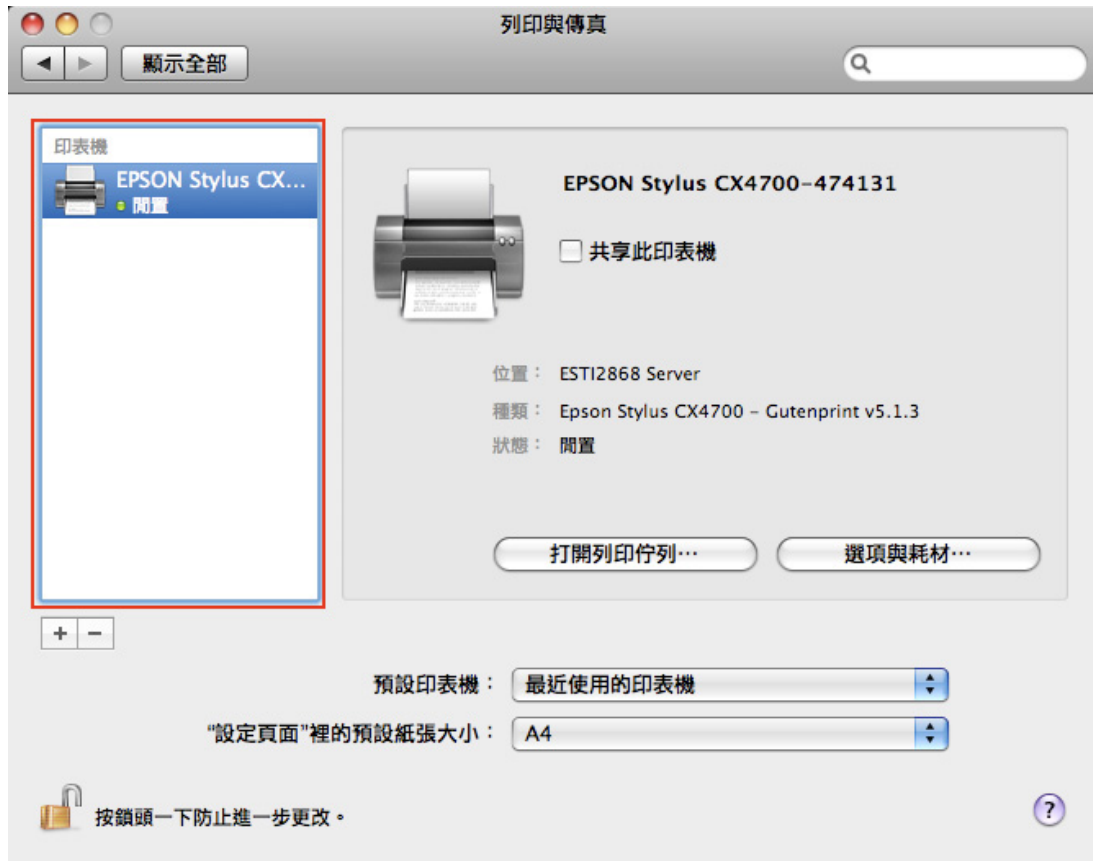 列印與傳真
顯示全部
印表機
EPSON Stylus CX...
閒置
EPSON Stylus CX4700-474131
共享此印表機
位置： ESTI2868 Server
種類： Epson Stylus CX4700 - Gutenprint v5.1.3
狀態： 閒置
打開列印佇列⋯
選項與耗材⋯
+ −
預設印表機： 最近使用的印表機
“設定頁面”裡的預設紙張大小： A4
按鎖頭一下防止進一步更改。
?